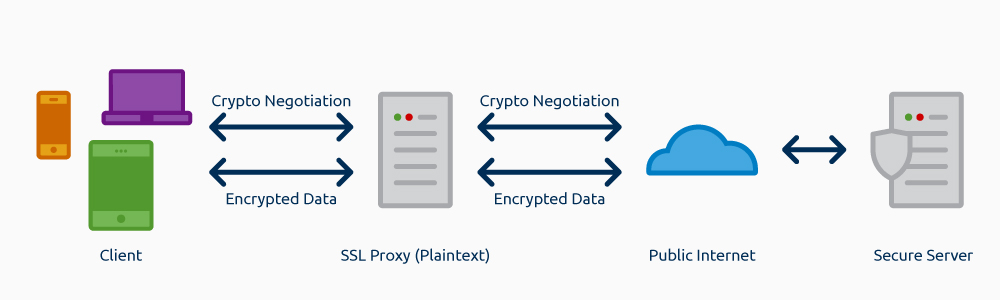 Crypto Negotiation
Crypto Negotiation
Encrypted Data
Encrypted Data
Client
SSL Proxy (Plaintext)
Public Internet
Secure Server